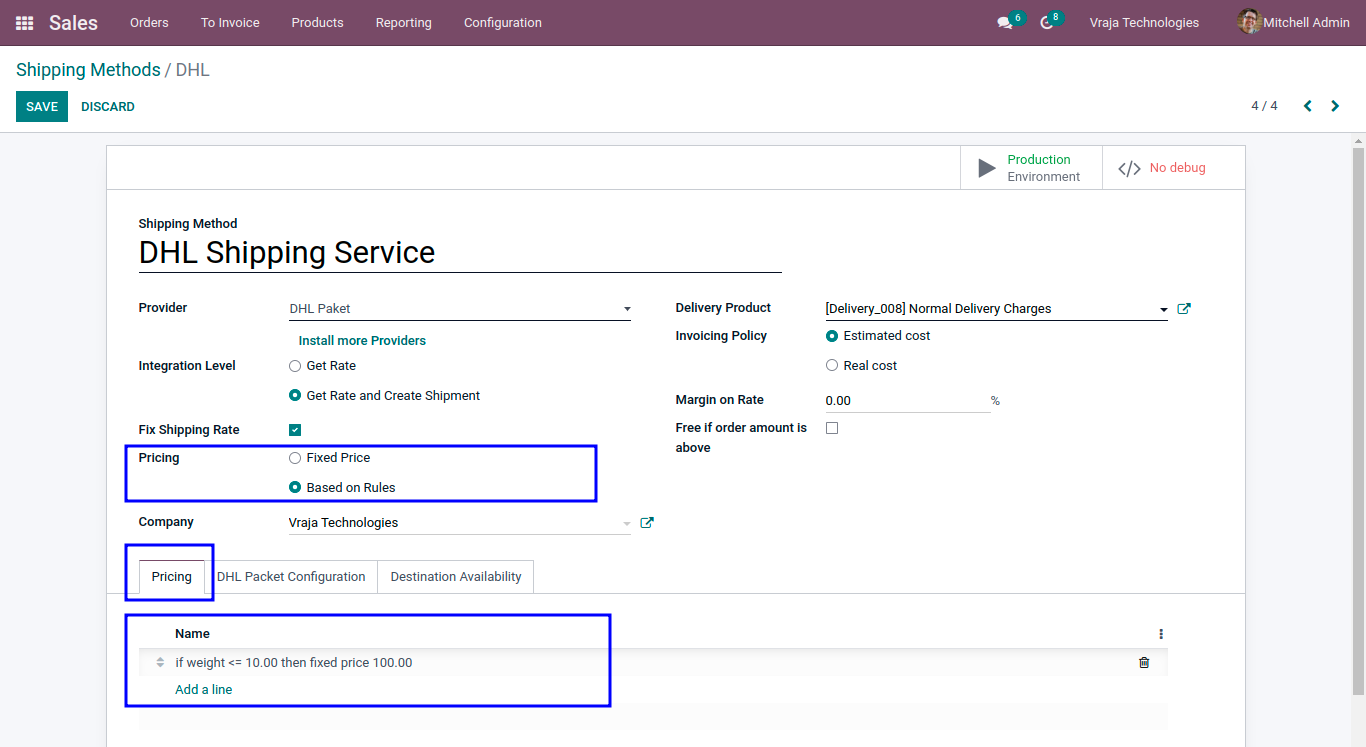 Sales Orders To Invoice Products Reporting Configuration 6 8 Vraja Technologies Mitchell Admin
Shipping Methods / DHL
SAVE DISCARD 4 / 4
Production
Environment
</> No debug
Shipping Method
DHL Shipping Service
Provider DHL Paket
Install more Providers
Integration Level Get Rate
Get Rate and Create Shipment
Fix Shipping Rate
Pricing Fixed Price
Based on Rules
Company Vraja Technologies
Delivery Product [Delivery_008] Normal Delivery Charges
Invoicing Policy Estimated cost
Real cost
Margin on Rate 0.00 %
Free if order amount is
above
Pricing DHL Packet Configuration Destination Availability
Name
if weight <= 10.00 then fixed price 100.00
Add a line